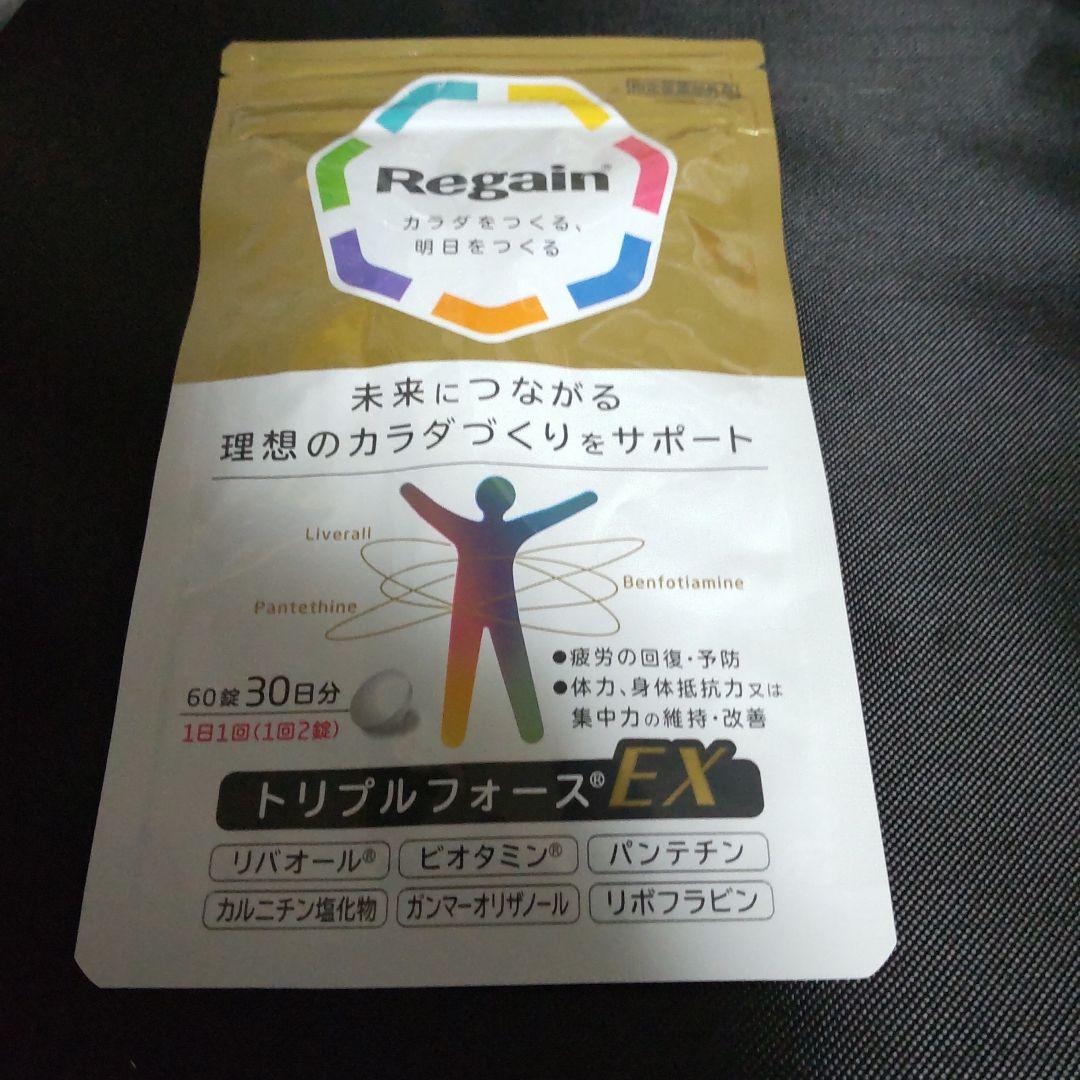 Regain®
カラダをつくる、
明日をつくる
未来につながる
理想のカラダづくりをサポート
Liverall
Benfotiamine
Pantethine
●疲労の回復・予防
●体力、身体抵抗力又は
集中力の維持・改善
60錠30日分
1日1回(1回2錠)
トリプルフォース®EX
リバオール® ビオタミン® パンテチン
カルニチン塩化物 ガンマーオリザノール リボフラビン